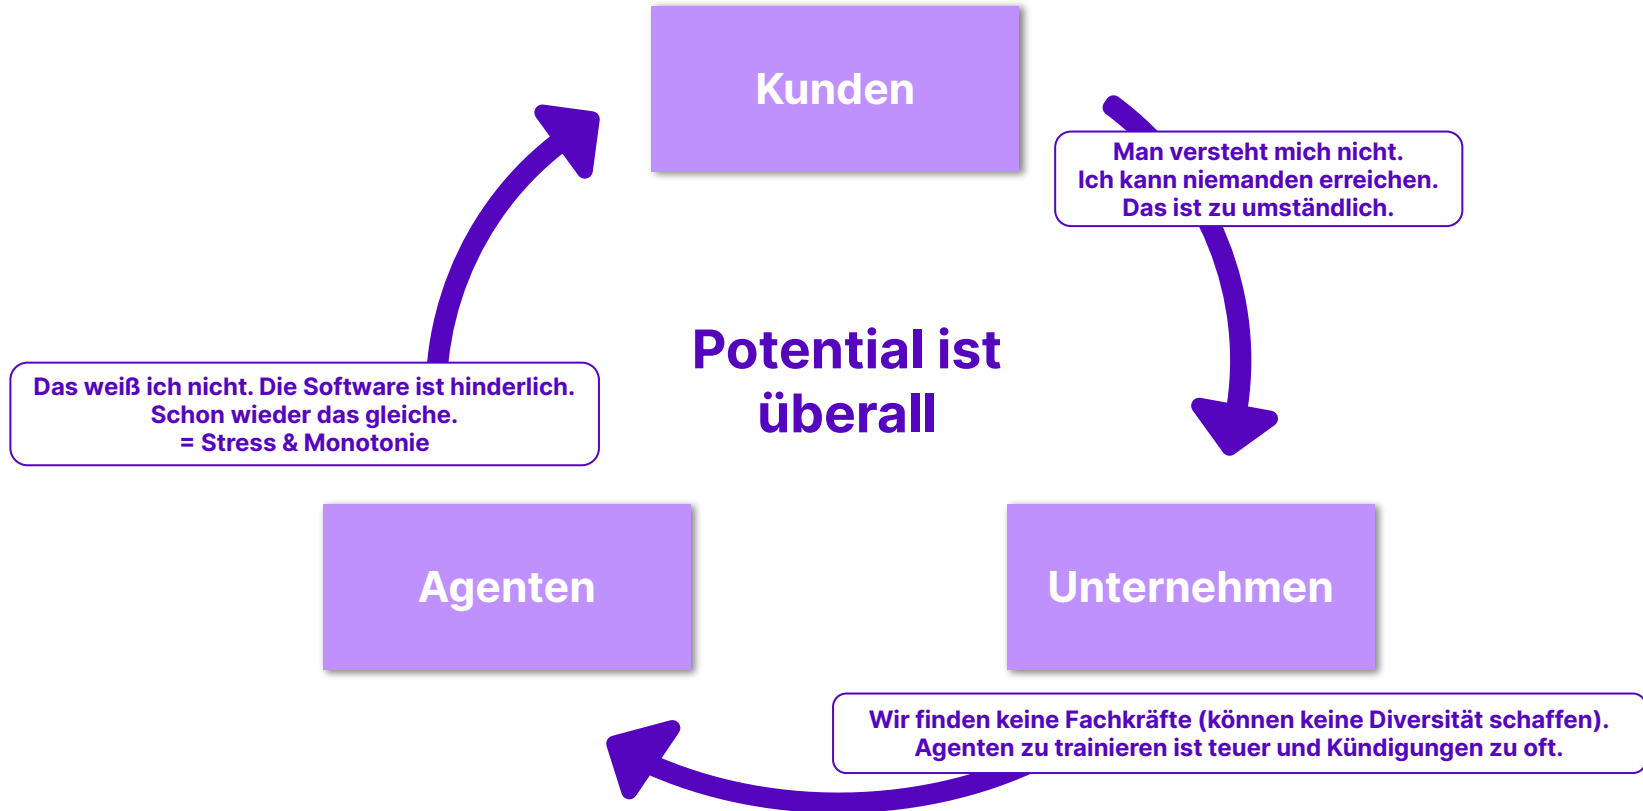 Kunden
Man versteht mich nicht.
Ich kann niemanden erreichen.
Das ist zu umständlich.
Potential ist
überall
Das weiß ich nicht. Die Software ist hinderlich.
Schon wieder das gleiche.
= Stress & Monotonie
Agenten
Unternehmen
Wir finden keine Fachkräfte (können keine Diversität schaffen).
Agenten zu trainieren ist teuer und Kündigungen zu oft.